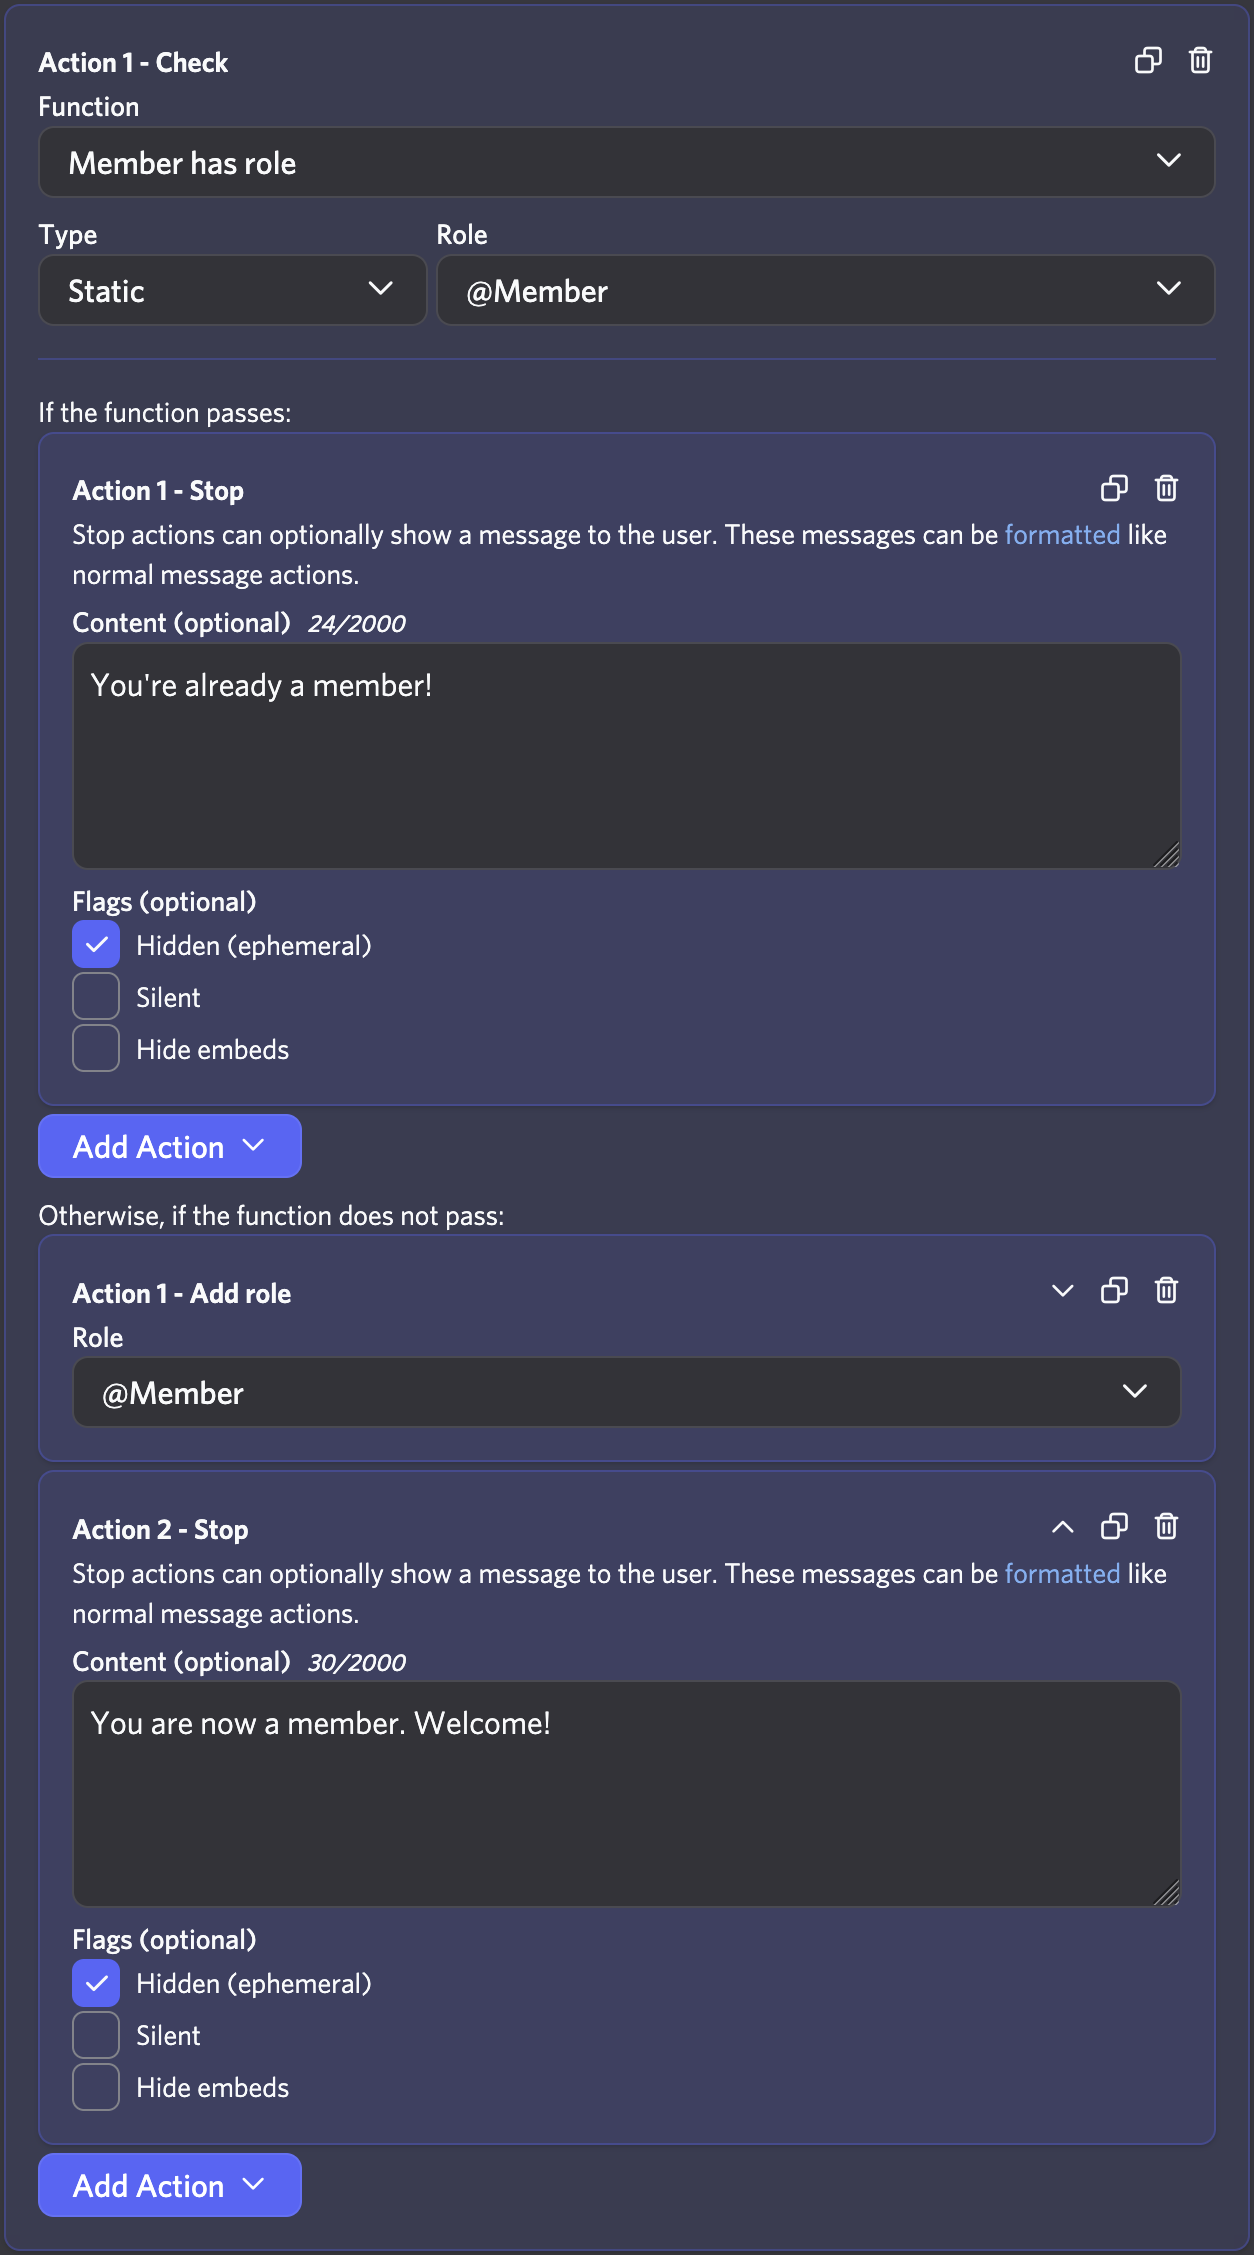 Action 1 - Check
Function
Member has role
Type Role
Static @Member
If the function passes:
Action 1 - Stop
Stop actions can optionally show a message to the user. These messages can be formatted like
normal message actions.
Content (optional) 24/2000
You're already a member!
Flags (optional)
Hidden (ephemeral)
Silent
Hide embeds
Add Action
Otherwise, if the function does not pass:
Action 1 - Add role
Role
@Member
Action 2 - Stop
Stop actions can optionally show a message to the user. These messages can be formatted like
normal message actions.
Content (optional) 30/2000
You are now a member. Welcome!
Flags (optional)
Hidden (ephemeral)
Silent
Hide embeds
Add Action